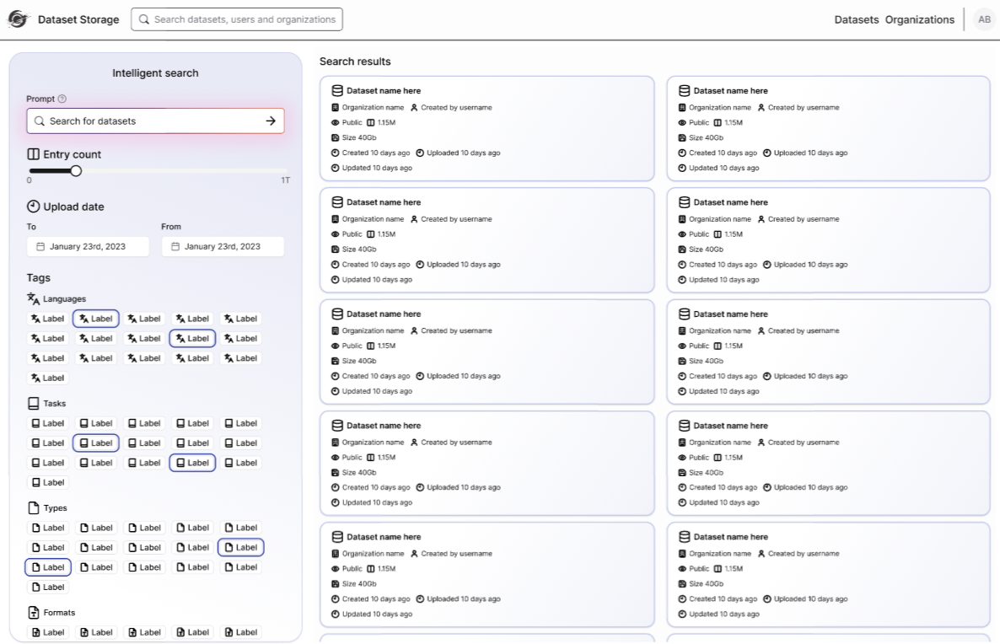 Dataset Storage
Search datasets, users and organizations
Datasets Organizations
AB
Intelligent search
Prompt
Search for datasets
Entry count
0 1T
Upload date
To From
January 23rd, 2023 January 23rd, 2023
Tags
Languages
Label Label Label Label Label
Label Label Label Label Label
Label Label Label Label Label
Label
Tasks
Label Label Label Label Label
Label Label Label Label Label
Label Label Label Label Label
Label
Types
Label Label Label Label Label
Label Label Label Label Label
Label Label Label Label Label
Label
Formats
Label Label Label Label Label
Search results
Dataset name here
Organization name Created by username
Public 1.15M
Size 40Gb
Created 10 days ago Uploaded 10 days ago
Updated 10 days ago
Dataset name here
Organization name Created by username
Public 1.15M
Size 40Gb
Created 10 days ago Uploaded 10 days ago
Updated 10 days ago
Dataset name here
Organization name Created by username
Public 1.15M
Size 40Gb
Created 10 days ago Uploaded 10 days ago
Updated 10 days ago
Dataset name here
Organization name Created by username
Public 1.15M
Size 40Gb
Created 10 days ago Uploaded 10 days ago
Updated 10 days ago
Dataset name here
Organization name Created by username
Public 1.15M
Size 40Gb
Created 10 days ago Uploaded 10 days ago
Updated 10 days ago
Dataset name here
Organization name Created by username
Public 1.15M
Size 40Gb
Created 10 days ago Uploaded 10 days ago
Updated 10 days ago
Dataset name here
Organization name Created by username
Public 1.15M
Size 40Gb
Created 10 days ago Uploaded 10 days ago
Updated 10 days ago
Dataset name here
Organization name Created by username
Public 1.15M
Size 40Gb
Created 10 days ago Uploaded 10 days ago
Updated 10 days ago
Dataset name here
Organization name Created by username
Public 1.15M
Size 40Gb
Created 10 days ago Uploaded 10 days ago
Updated 10 days ago
Dataset name here
Organization name Created by username
Public 1.15M
Size 40Gb
Created 10 days ago Uploaded 10 days ago
Updated 10 days ago